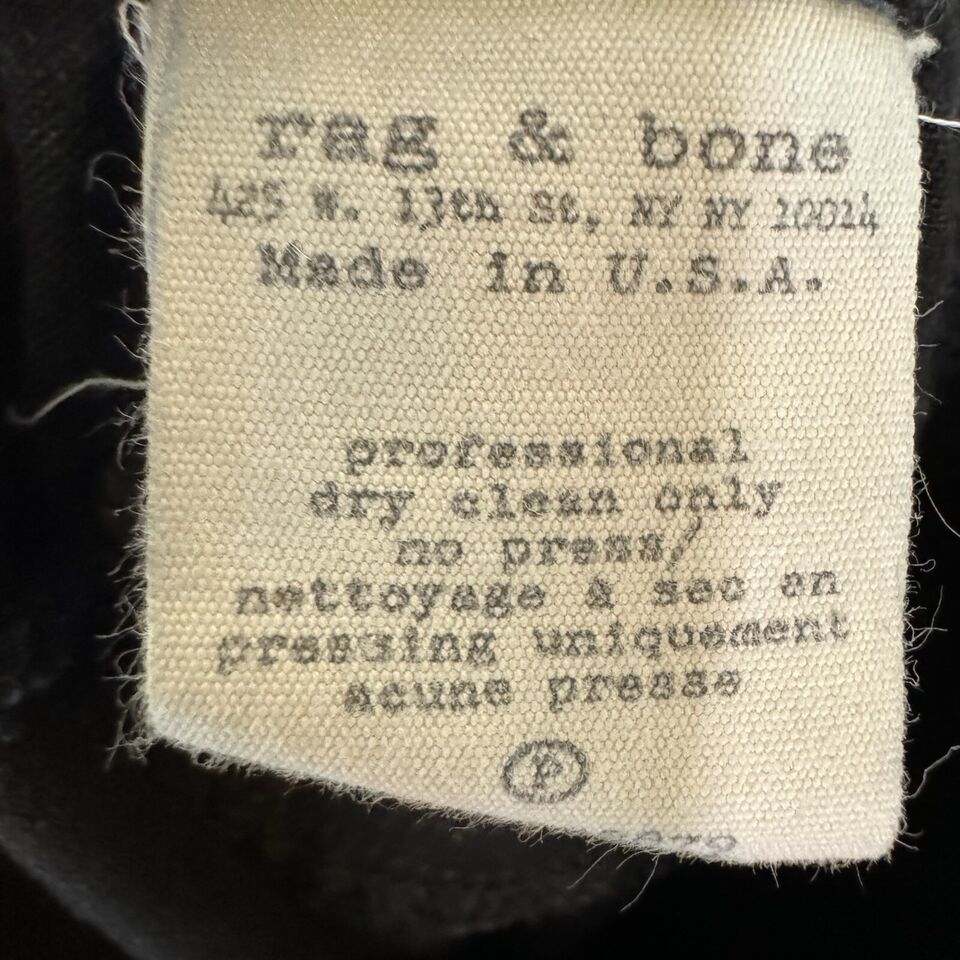 rag & bone
425 W. 13th St, NY NY 10014
Made in U.S.A.
professional
dry clean only
no press/
nettoyage à sec en
pressing uniquement
acune presse
P